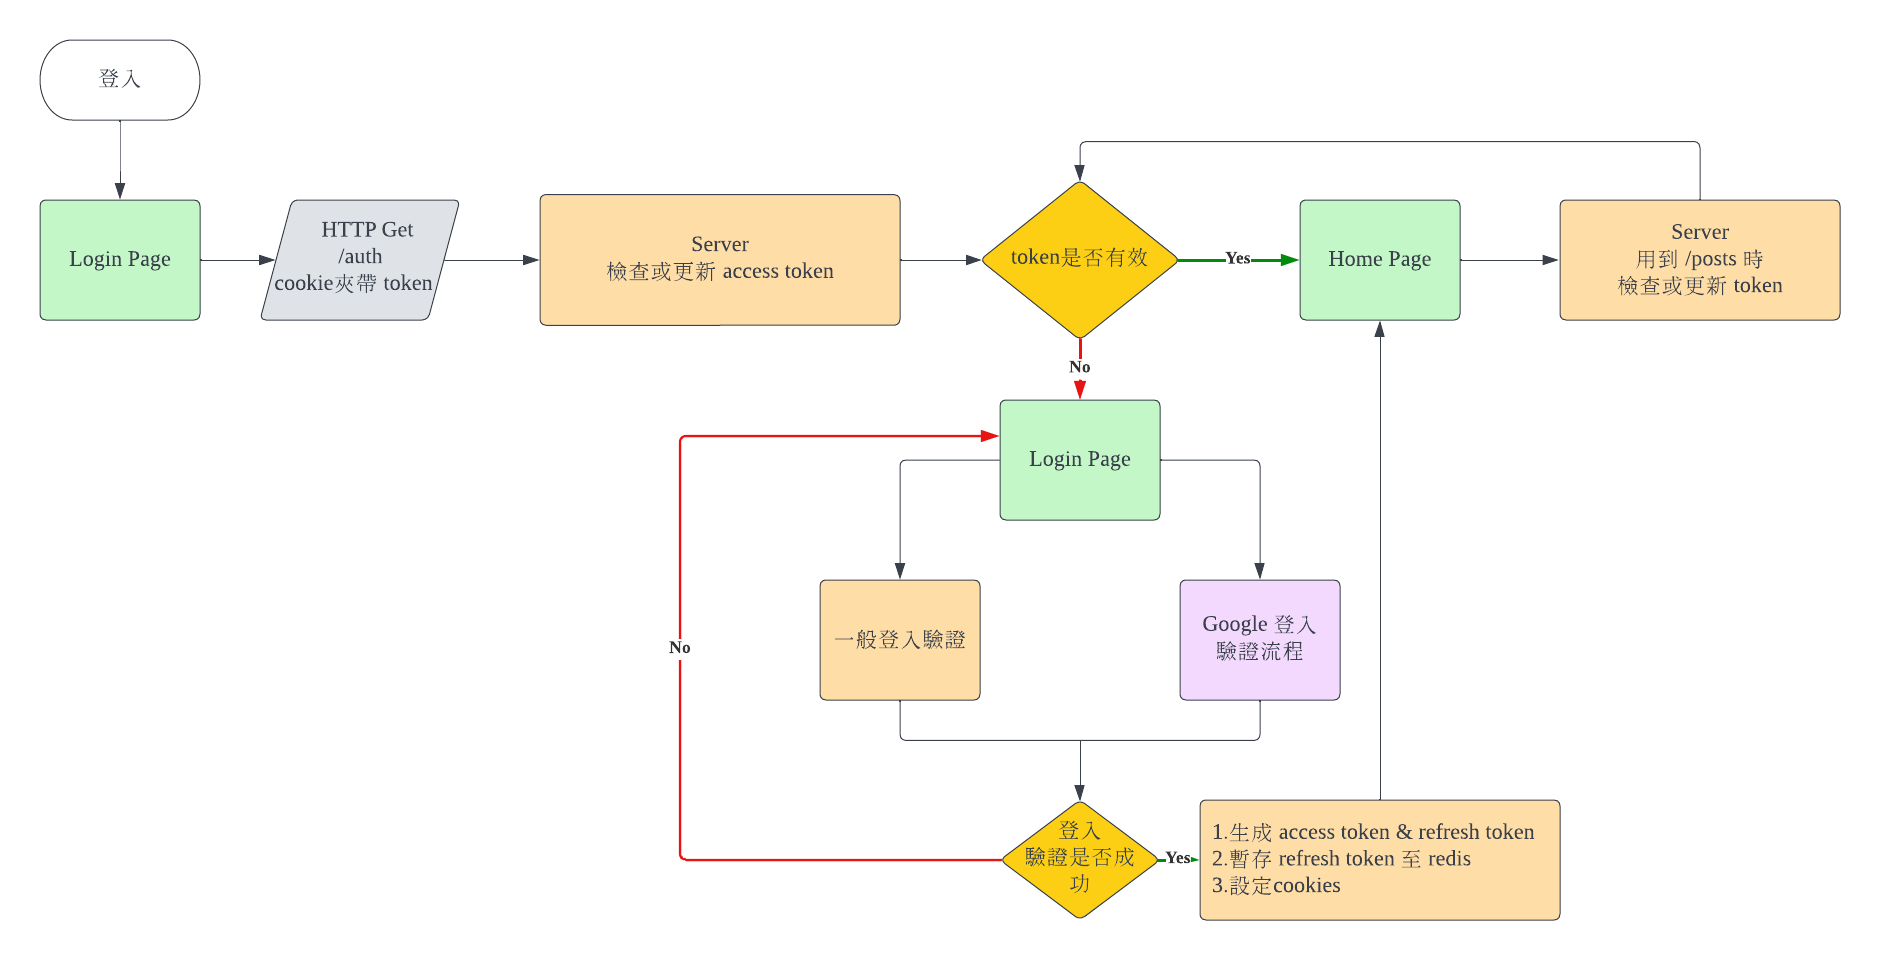 登入
Login Page
HTTP Get
/auth
cookie夾帶 token
Server
檢查或更新 access token
token是否有效
Yes
Home Page
Server
用到 /posts 時
檢查或更新 token
No
Login Page
一般登入驗證
Google 登入
驗證流程
No
登入
驗證是否成
功
Yes
1.生成 access token & refresh token
2.暫存 refresh token 至 redis
3.設定cookies